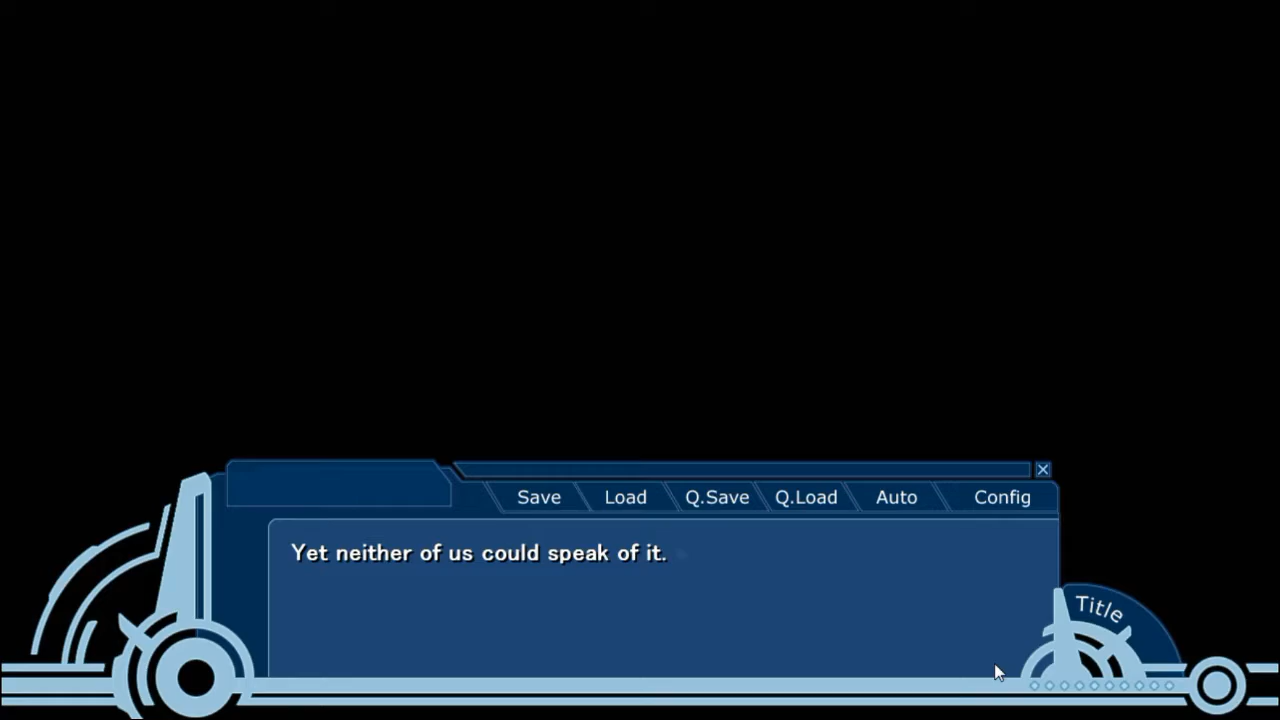 Save Load Q.Save Q.Load Auto Config
Yet neither of us could speak of it.
Title